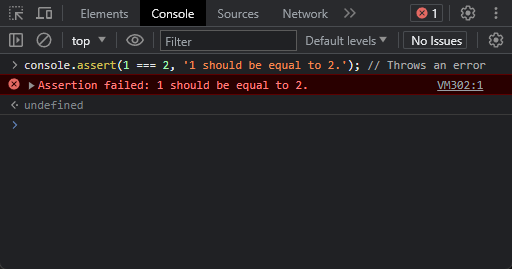 Elements Console Sources Network 1
top Filter Default levels No Issues
console.assert(1 === 2, '1 should be equal to 2.'); // Throws an error
Assertion failed: 1 should be equal to 2. VM302:1
undefined